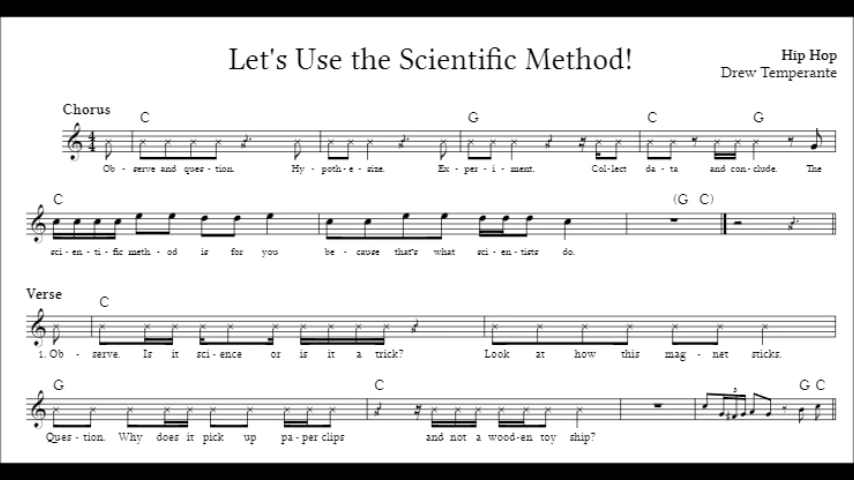 Let's Use the Scientific Method!
Hip Hop
Drew Temperante
Chorus
C G C G
Ob - serve and ques - tion. Hy - poth - e - size. Ex - per - i - ment. Col - lect da - ta and con - clude. The
C (G C)
sci - en - ti - fic meth - od is for you be - cause that's what sci - en - tists do.
Verse
C
1. Ob - serve. Is it sci - ence or is it a trick? Look at how this mag - net sticks.
G C G C
3
Ques - tion. Why does it pick up pa - per clips and not a wood - en toy ship?